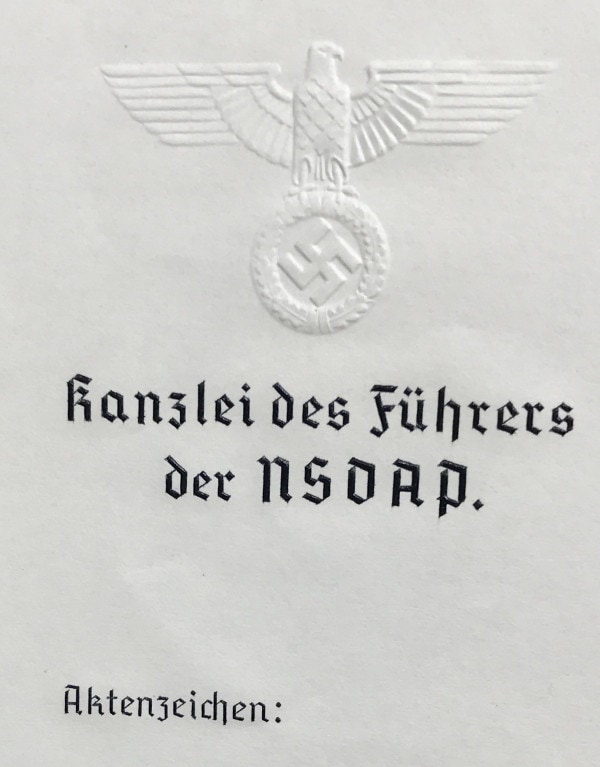 Kanzlei des Führers
der NSDAP.
Aktenzeichen: